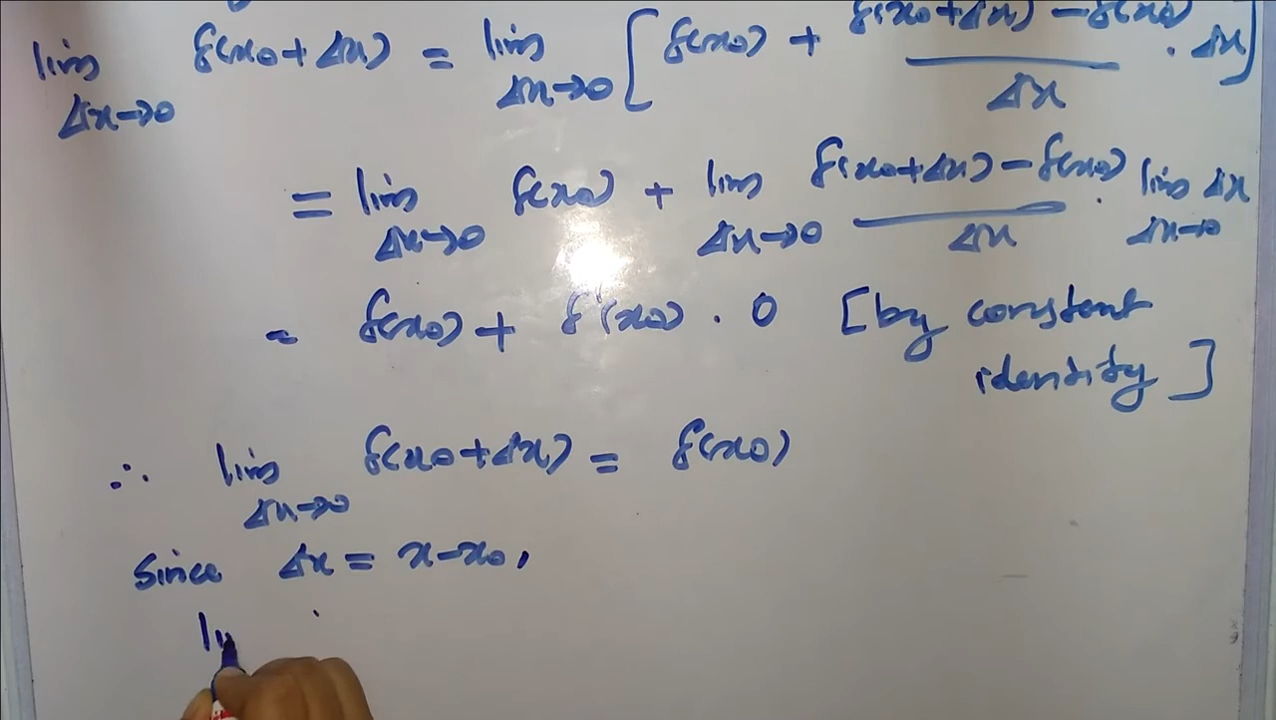 lim f(x₀+Δx) = lim [ f(x₀) + f(x₀+Δx) − f(x₀) / Δx . Δx ]
Δx→0 Δx→0
= lim f(x₀) + lim f(x₀+Δx) − f(x₀) / Δx . lim Δx
Δx→0 Δx→0 Δx→0
= f(x₀) + f'(x₀) . 0 [by constent
identity]
∴ lim f(x₀+Δx) = f(x₀)
Δx→0
Since Δx = x−x₀,